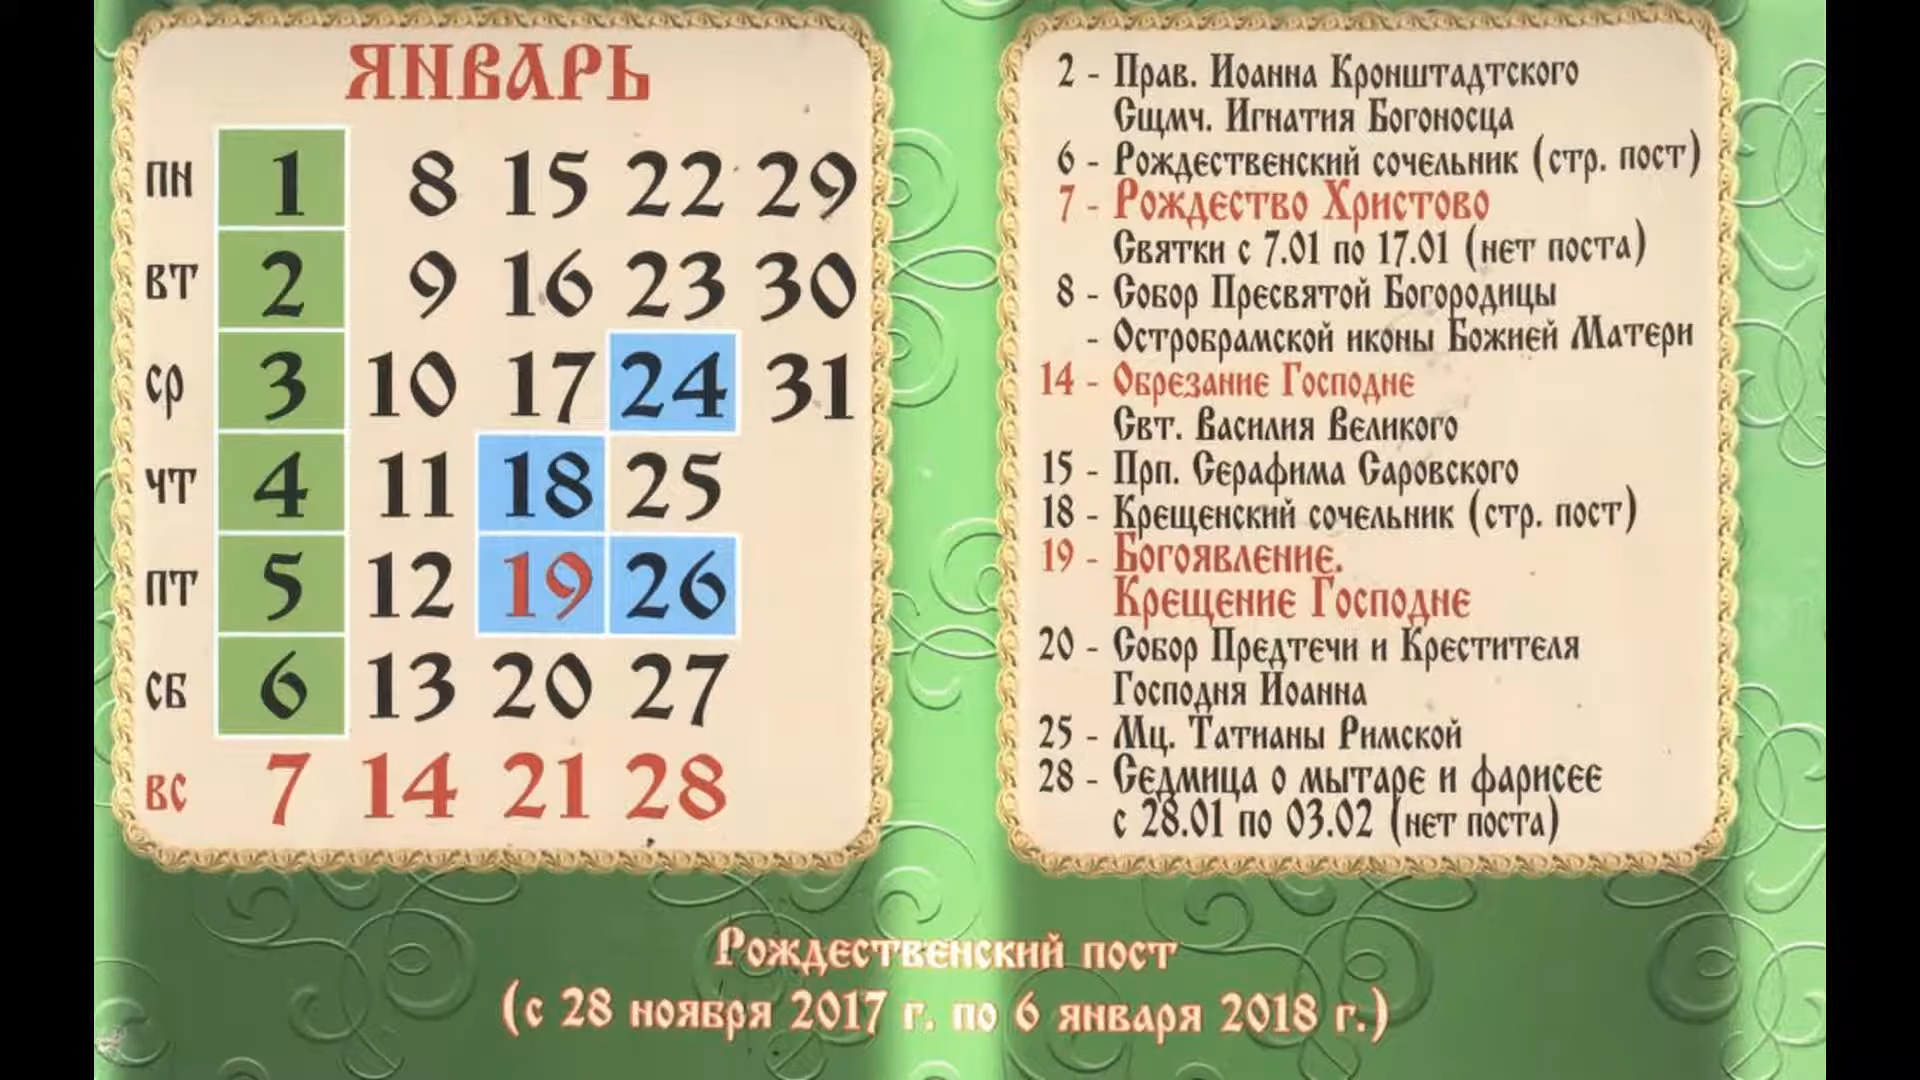 ЯНВАРЬ
ПН 1 8 15 22 29
ВТ 2 9 16 23 30
СР 3 10 17 24 31
ЧТ 4 11 18 25
ПТ 5 12 19 26
СБ 6 13 20 27
ВС 7 14 21 28
2 - Прав. Иоанна Кронштадтского
Сщмч. Игнатия Богоносца
6 - Рождественский сочельник (стр. пост)
7 - Рождество Христово
Святки с 7.01 по 17.01 (нет поста)
8 - Собор Пресвятой Богородицы
- Остробрамской иконы Божией Матери
14 - Обрезание Господне
Свт. Василия Великого
15 - Прп. Серафима Саровского
18 - Крещенский сочельник (стр. пост)
19 - Богоявление.
Крещение Господне
20 - Собор Предтечи и Крестителя
Господня Иоанна
25 - Мц. Татианы Римской
28 - Седмица о мытаре и фарисее
с 28.01 по 03.02 (нет поста)
Рождественский пост
(с 28 ноября 2017 г. по 6 января 2018 г.)